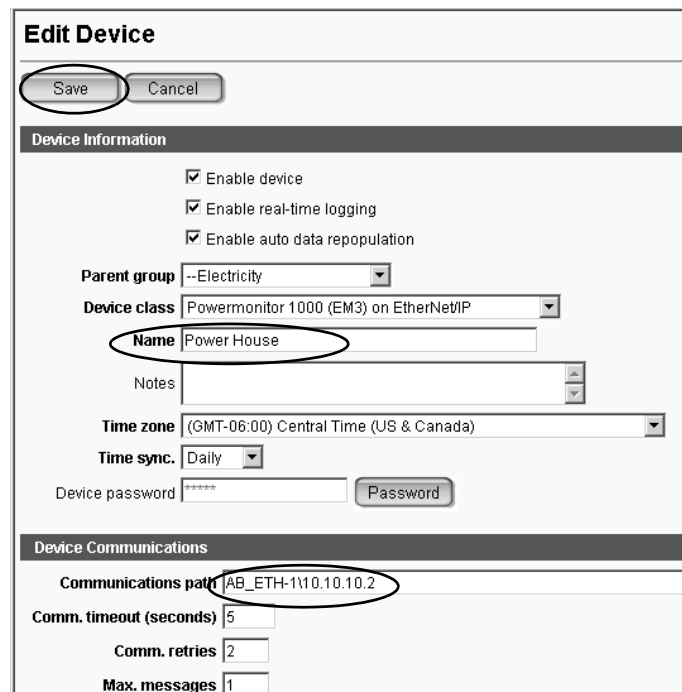 Edit Device
Save Cancel
Device Information
Enable device
Enable real-time logging
Enable auto data repopulation
Parent group --Electricity
Device class Powermonitor 1000 (EM3) on EtherNet/IP
Name Power House
Notes
Time zone (GMT-06:00) Central Time (US & Canada)
Time sync. Daily
Device password ***** Password
Device Communications
Communications path AB_ETH-1\10.10.10.2
Comm. timeout (seconds) 5
Comm. retries 2
Max. messages 1